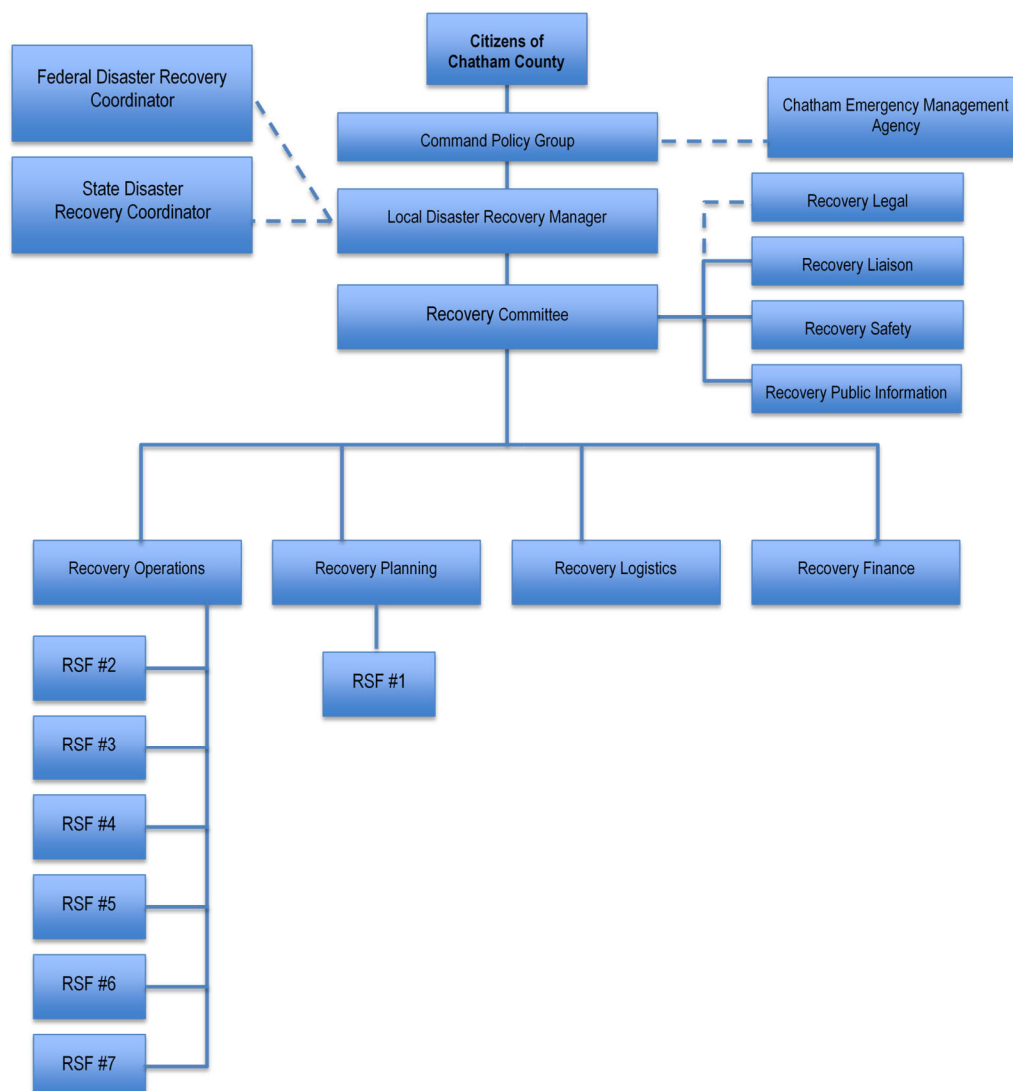 Citizens of
Chatham County
Federal Disaster Recovery
Coordinator
Chatham Emergency Management
Agency
Command Policy Group
State Disaster
Recovery Coordinator
Local Disaster Recovery Manager
Recovery Legal
Recovery Liaison
Recovery Committee
Recovery Safety
Recovery Public Information
Recovery Operations
Recovery Planning
Recovery Logistics
Recovery Finance
RSF #2
RSF #1
RSF #3
RSF #4
RSF #5
RSF #6
RSF #7